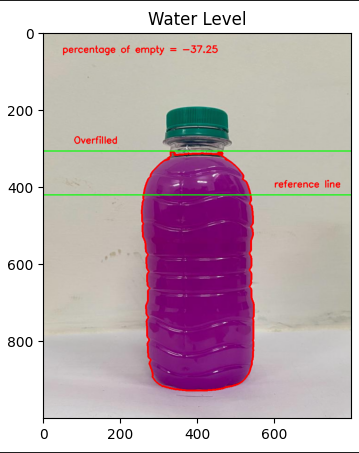 Water Level
0
percentage of empty = -37.25
200
Overfilled
reference line
400
600
800
0 200 400 600